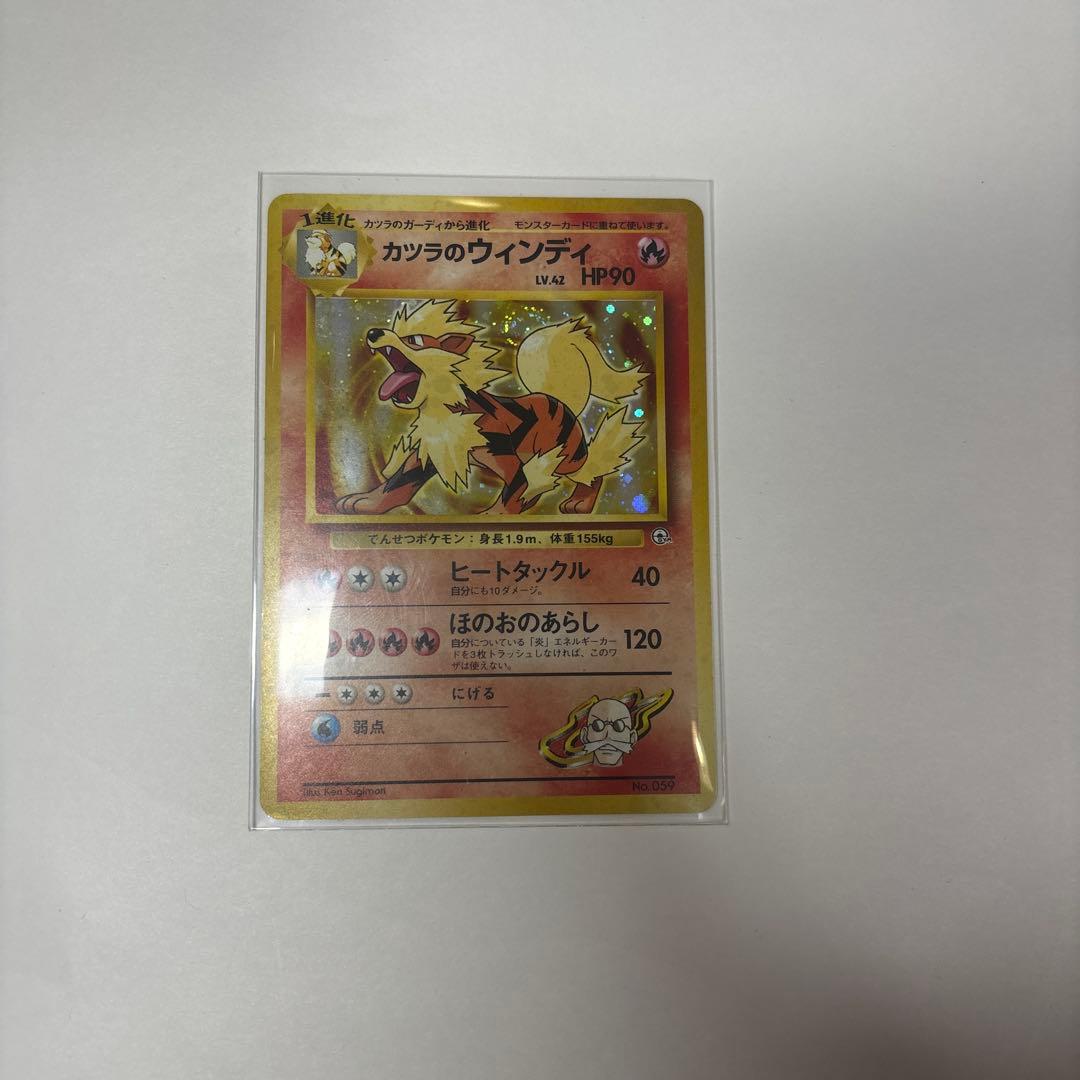 1進化
カツラのガーディから進化 モンスターカードに重ねて使います。
カツラのウィンディ
LV.42 HP90
でんせつポケモン：身長1.9m、体重155kg
GYM
ヒートタックル 40
自分にも10ダメージ。
ほのおのあらし 120
自分についている「炎」エネルギーカー
ドを3枚トラッシュしなければ、このワ
ザは使えない。
にげる
弱点
Illus. Ken Sugimori No.059